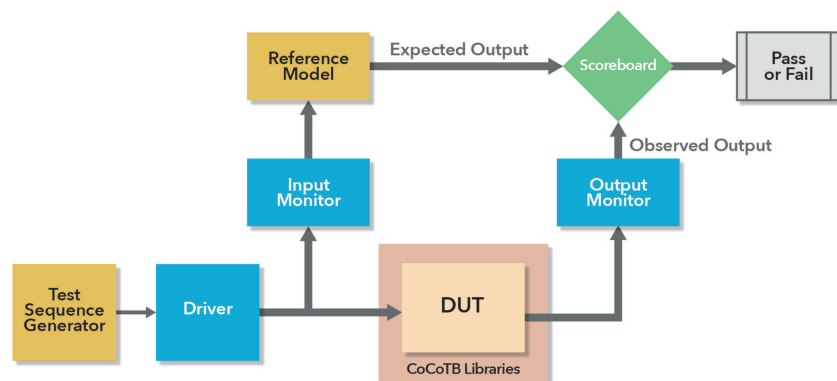 Reference
Model
Expected Output
Scoreboard
Pass
or Fail
Observed Output
Input
Monitor
Output
Monitor
Test
Sequence
Generator
Driver
DUT
CoCoTB Libraries